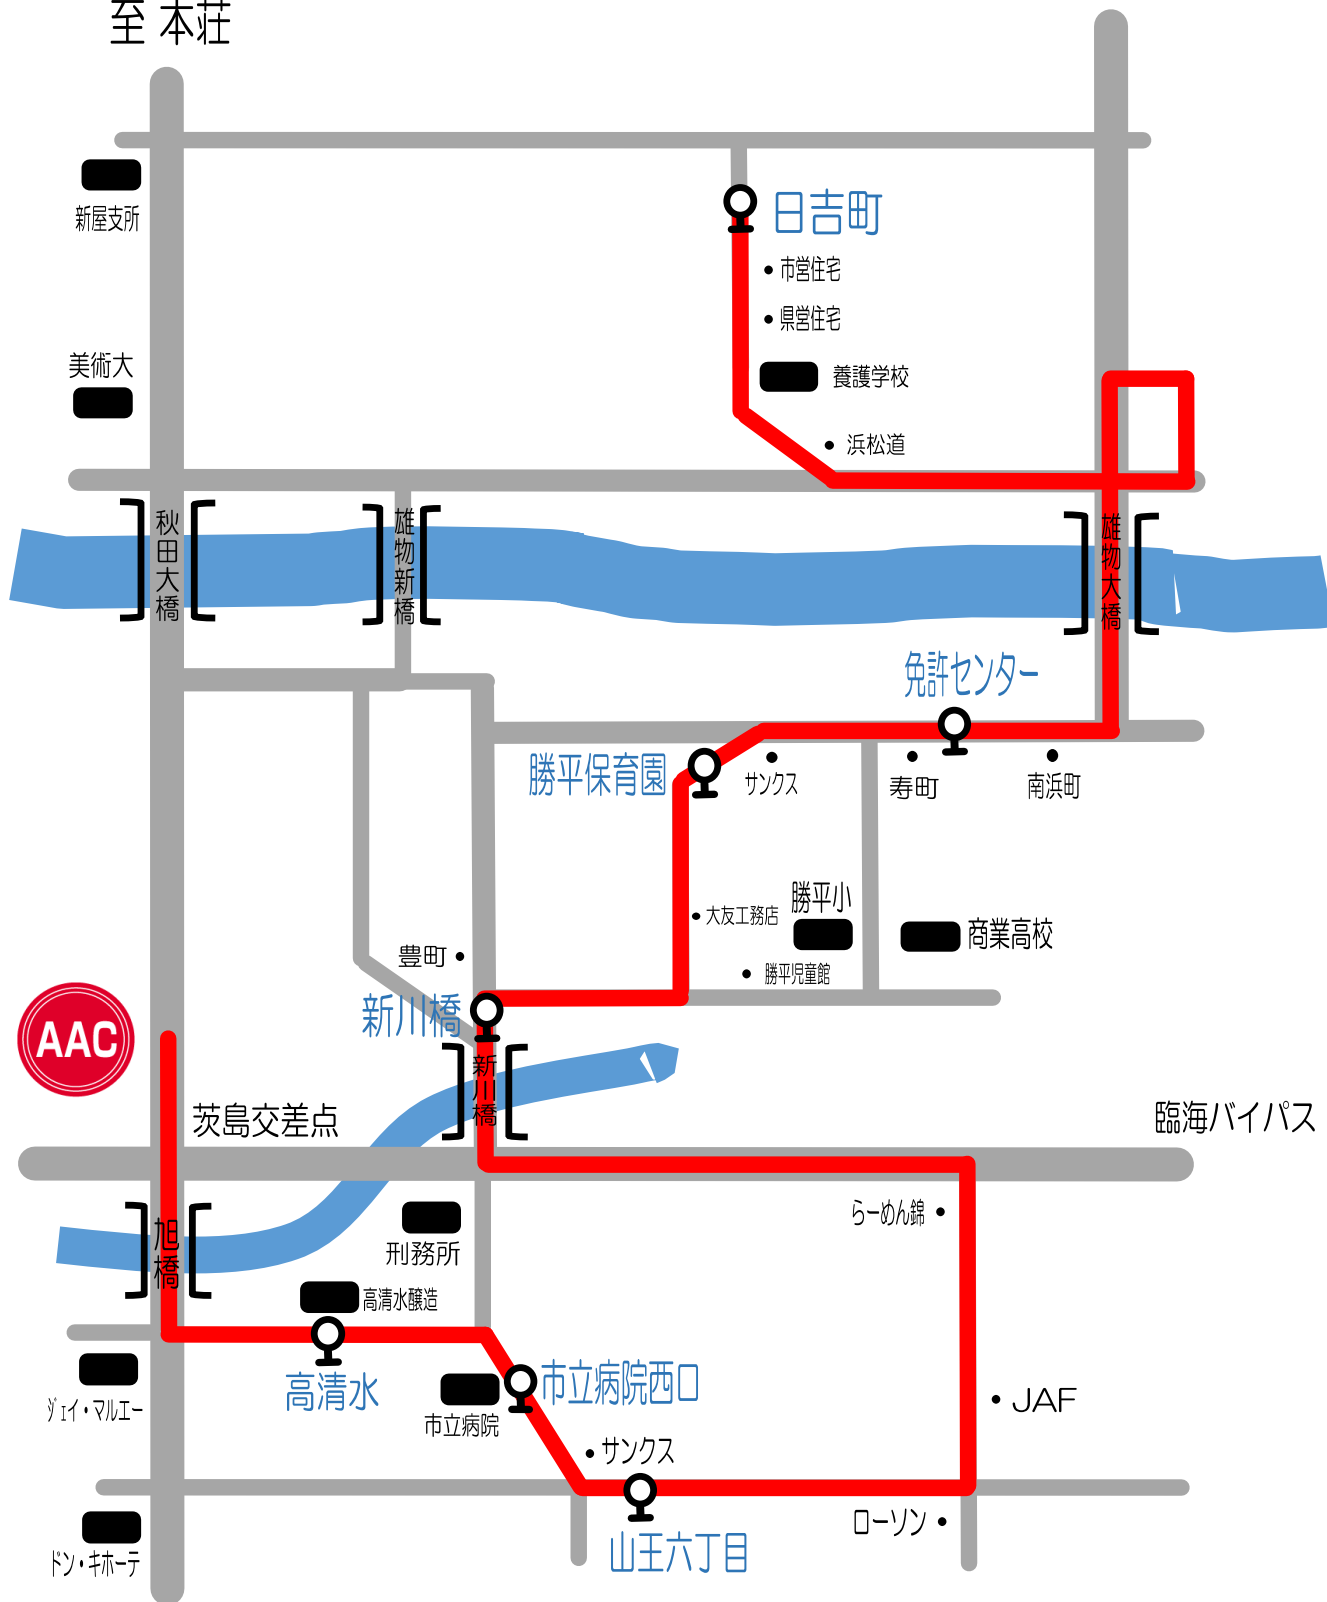 至 本荘
新屋支所
日吉町
市営住宅
県営住宅
美術大
養護学校
浜松道
秋田大橋
雄物新橋
雄物大橋
免許センター
勝平保育園
サンクス
寿町
南浜町
勝平小
大友工務店
商業高校
豊町
勝平児童館
新川橋
AAC
新川橋
茨島交差点
臨海バイパス
らーめん錦
旭橋
刑務所
高清水醸造
高清水
市立病院西口
ジェイ・マルエー
市立病院
JAF
サンクス
ローソン
山王六丁目
ドン・キホーテ